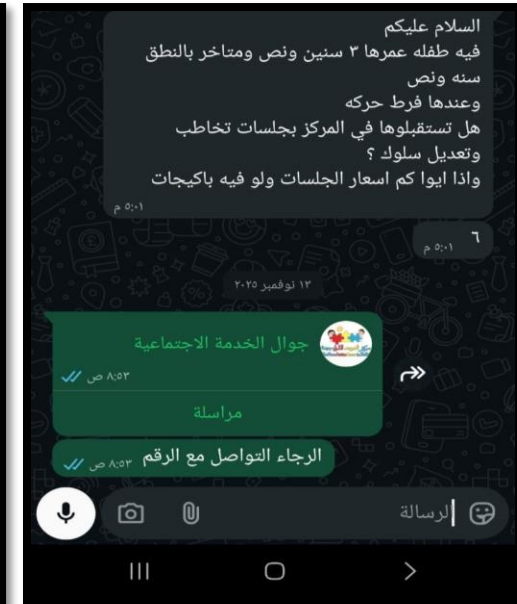 السلام عليكم
فيه طفله عمرها ٣ سنين ونص ومتاخر بالنطق
سنه ونص
وعندها فرط حركه
هل تستقبلوها في المركز بجلسات تخاطب
وتعديل سلوك ؟
واذا ايوا كم اسعار الجلسات ولو فيه باكيجات
٥:٠١ م
٦
٥:٠١ م
١٣ نوفمبر ٢٠٢٥
جوال الخدمة الاجتماعية
٨:٥٣ ص
مراسلة
الرجاء التواصل مع الرقم
٨:٥٣ ص
الرسالة